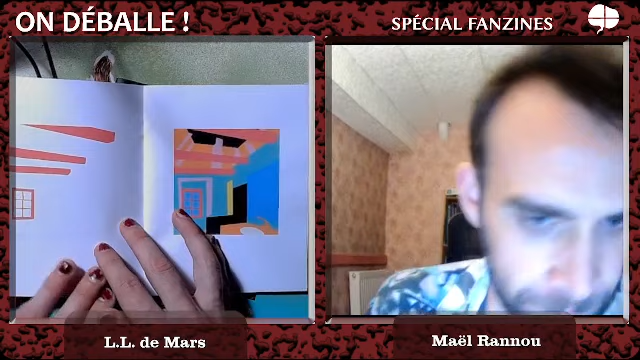 ON DÉBALLE !
SPÉCIAL FANZINES
L.L. de Mars
Maël Rannou